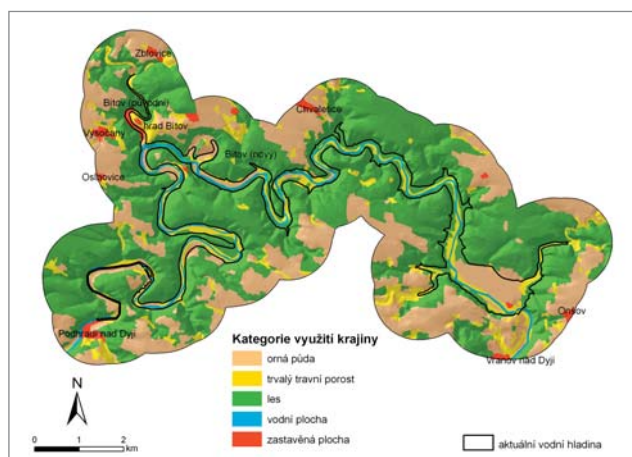 Zblovice
Bítov (původní)
hrad Bítov
Vysočany
Chvaletice
Bítov (nový)
Oslnovice
Podhradí nad Dyjí
Onšov
Vranov nad Dyjí
Kategorie využití krajiny
orná půda
trvalý travní porost
les
vodní plocha
zastavěná plocha
aktuální vodní hladina
N
0 1 2
km